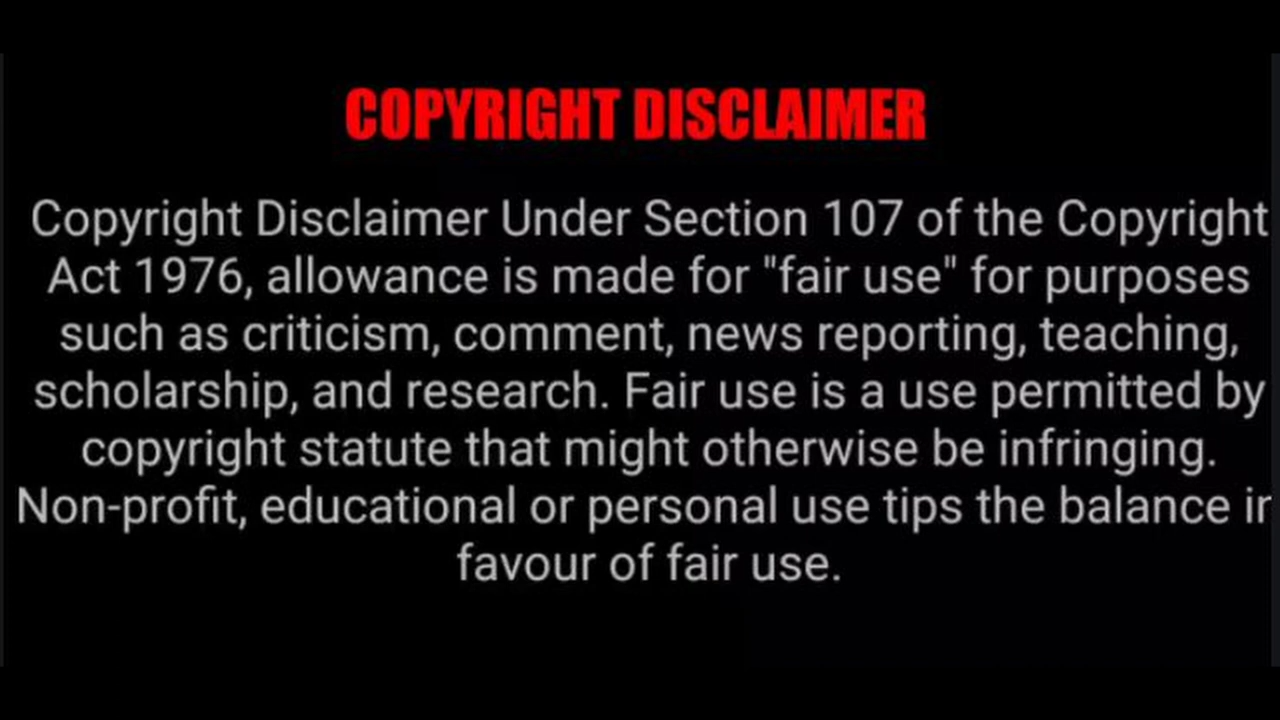 COPYRIGHT DISCLAIMER
Copyright Disclaimer Under Section 107 of the Copyright
Act 1976, allowance is made for "fair use" for purposes
such as criticism, comment, news reporting, teaching,
scholarship, and research. Fair use is a use permitted by
copyright statute that might otherwise be infringing.
Non-profit, educational or personal use tips the balance in
favour of fair use.